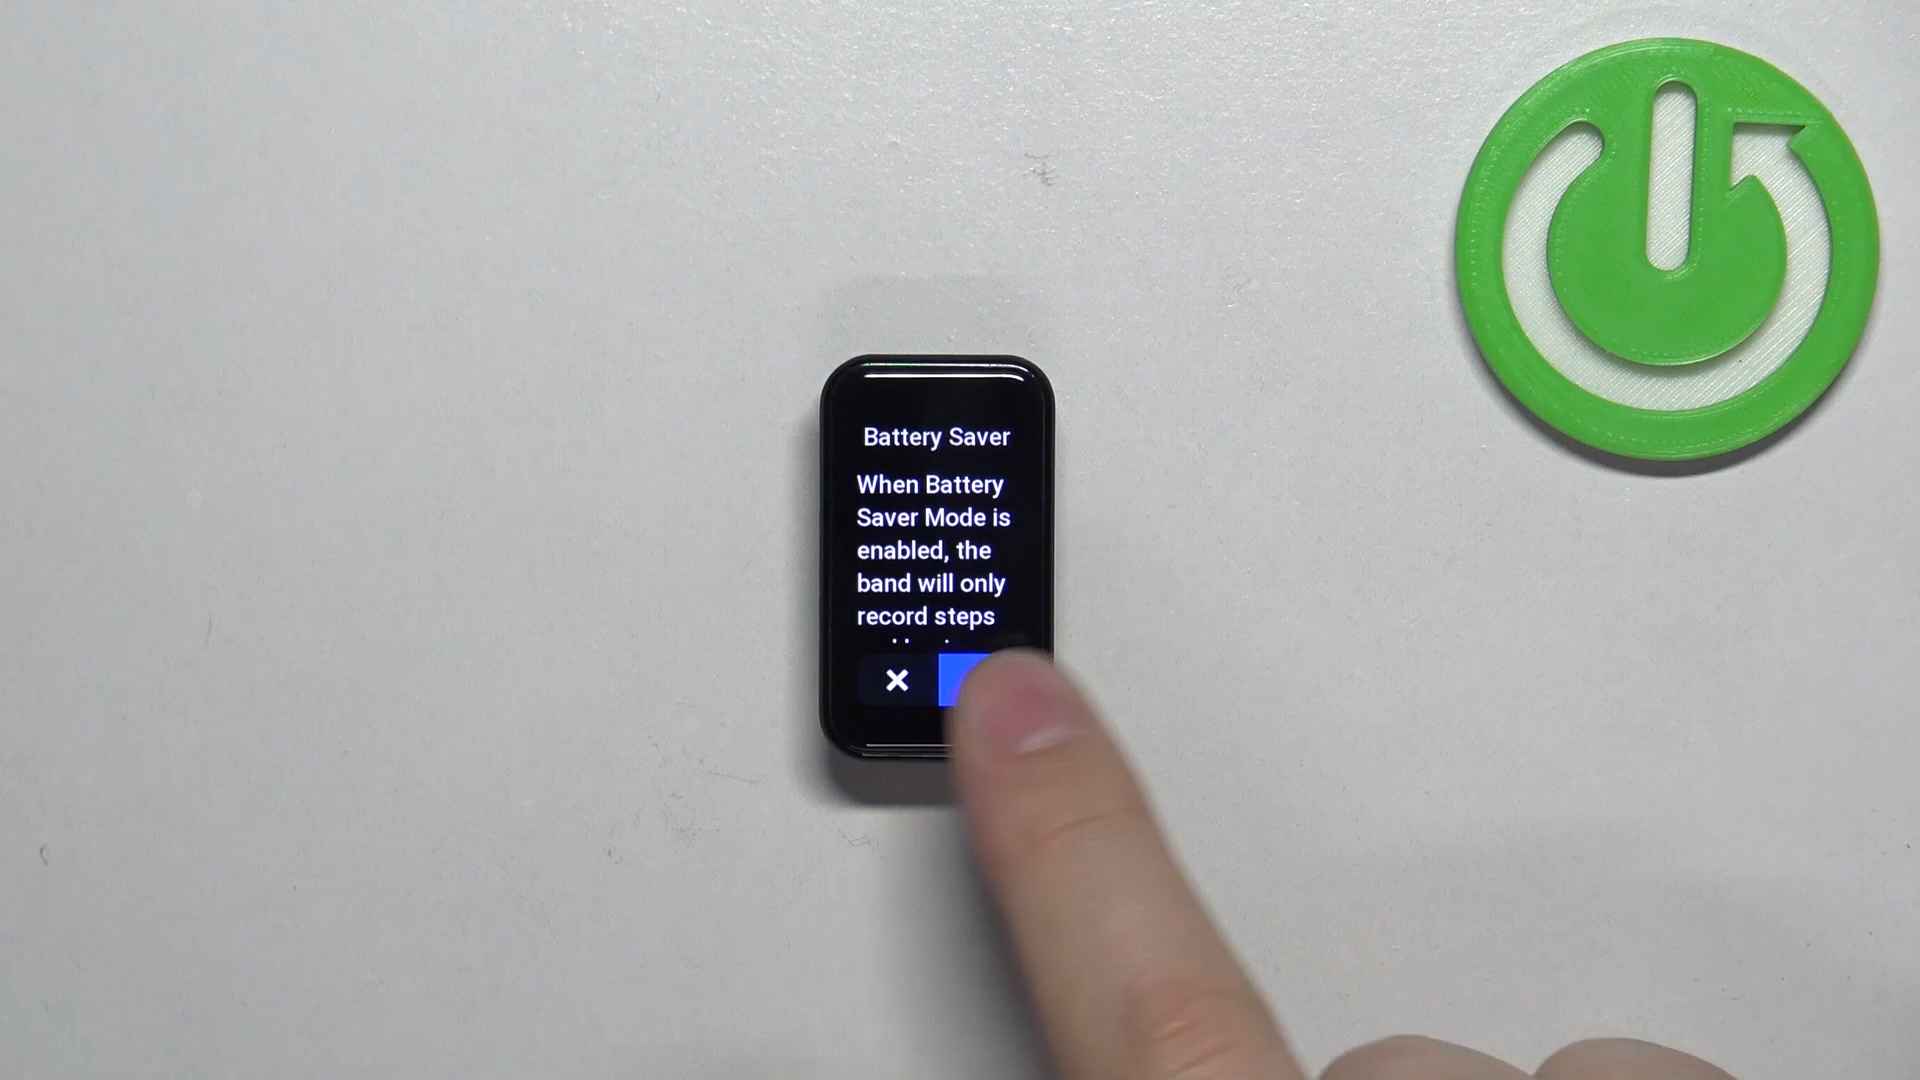 Battery Saver
When Battery
Saver Mode is
enabled, the
band will only
record steps